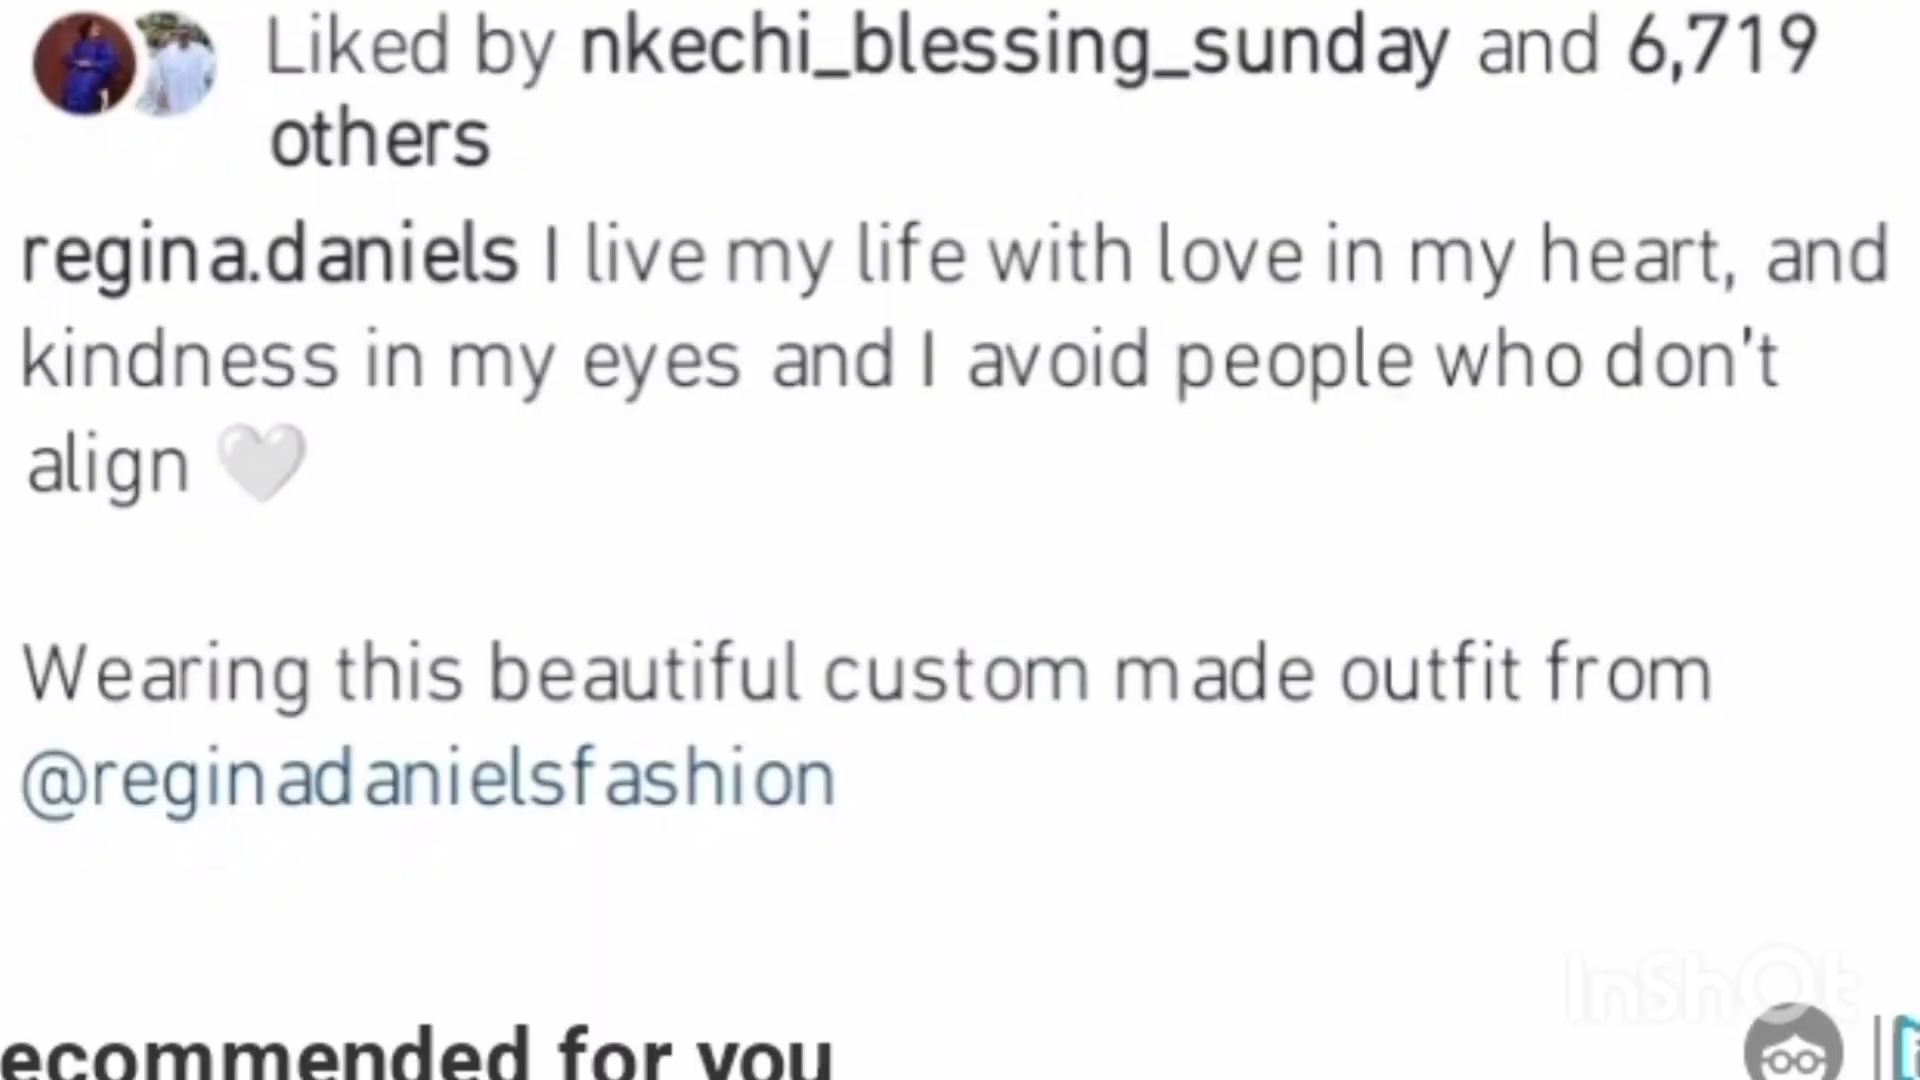 Liked by nkechi_blessing_sunday and 6,719
others
regina.daniels I live my life with love in my heart, and
kindness in my eyes and I avoid people who don't
align 🤍
Wearing this beautiful custom made outfit from
@reginadanielsfashion
InShOt
ecommended for you